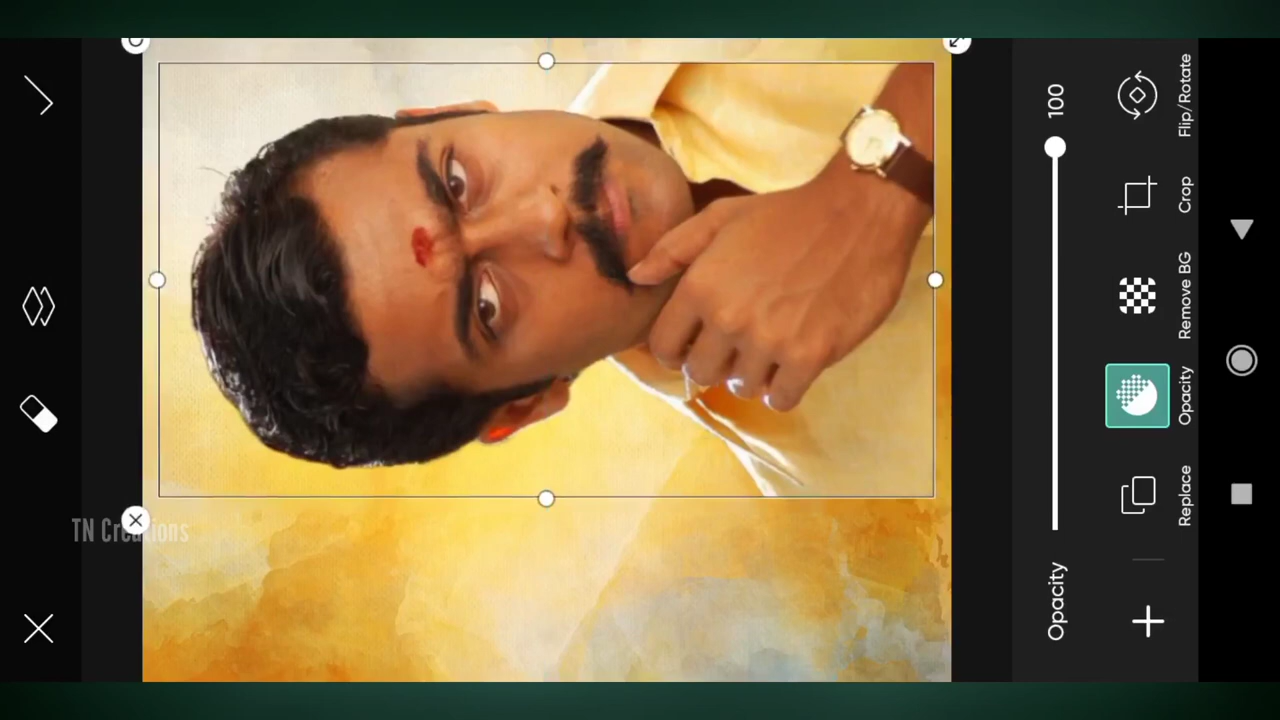 TN Creations
Opacity
100
Replace
Opacity
Remove BG
Crop
Flip/Rotate